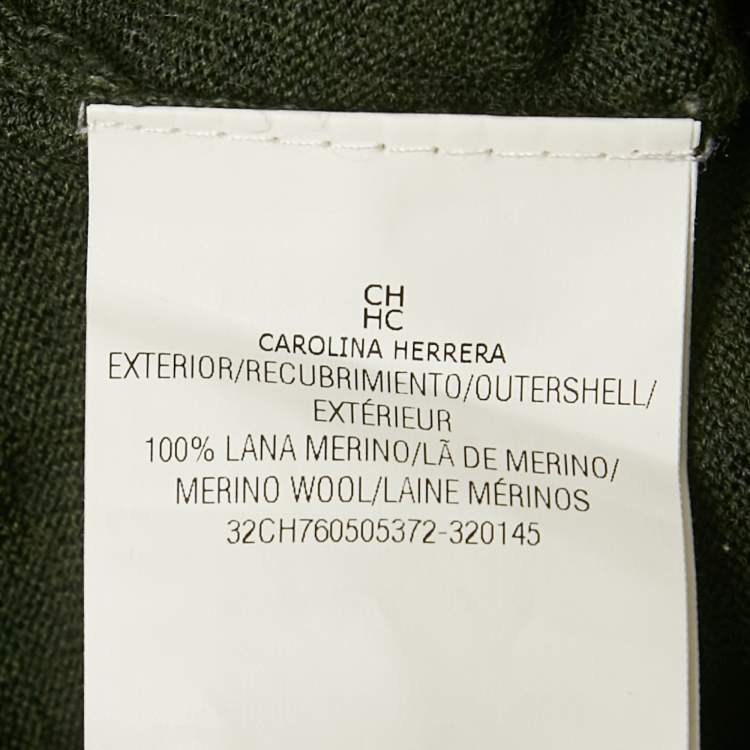 CH
HC
CAROLINA HERRERA
EXTERIOR/RECUBRIMIENTO/OUTERSHELL/
EXTÉRIEUR
100% LANA MERINO/LÃ DE MERINO/
MERINO WOOL/LAINE MÉRINOS
32CH760505372-320145